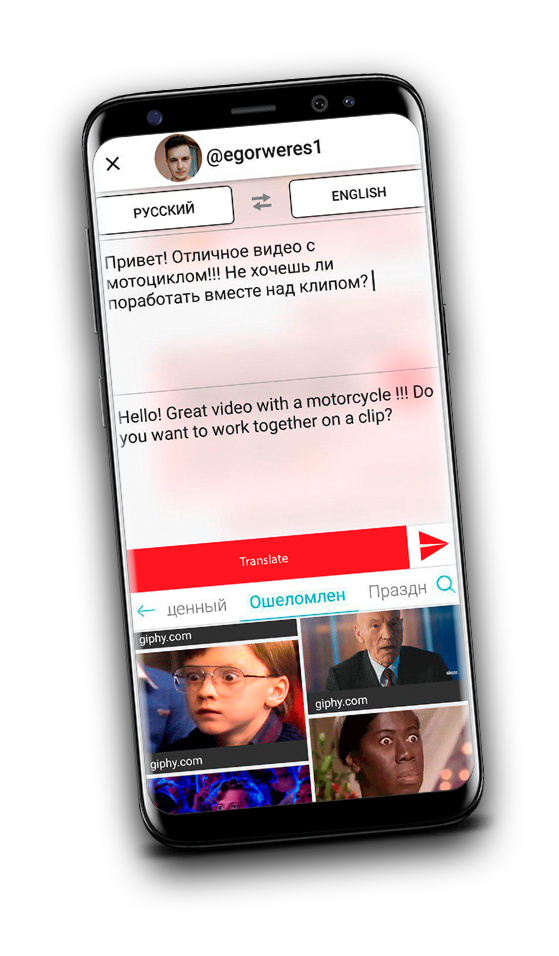 @egorweres1
РУССКИЙ
ENGLISH
Привет! Отличное видео с
мотоциклом!!! Не хочешь ли
поработать вместе над клипом?
Hello! Great video with a motorcycle !!! Do
you want to work together on a clip?
Translate
ценный
Ошеломлен
Праздн
giphy.com
giphy.com
giphy.com